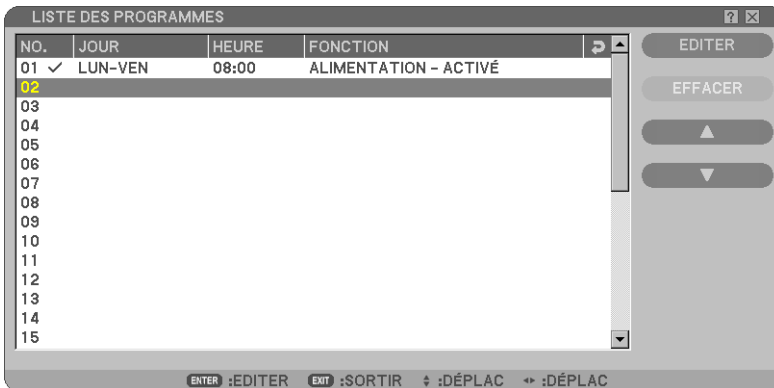 LISTE DES PROGRAMMES
NO. JOUR HEURE FONCTION EDITER
01 ✓ LUN-VEN 08:00 ALIMENTATION - ACTIVÉ
02 EFFACER
03
04
05
06
07
08
09
10
11
12
13
14
15
ENTER :EDITER EXIT :SORTIR :DÉPLAC :DÉPLAC